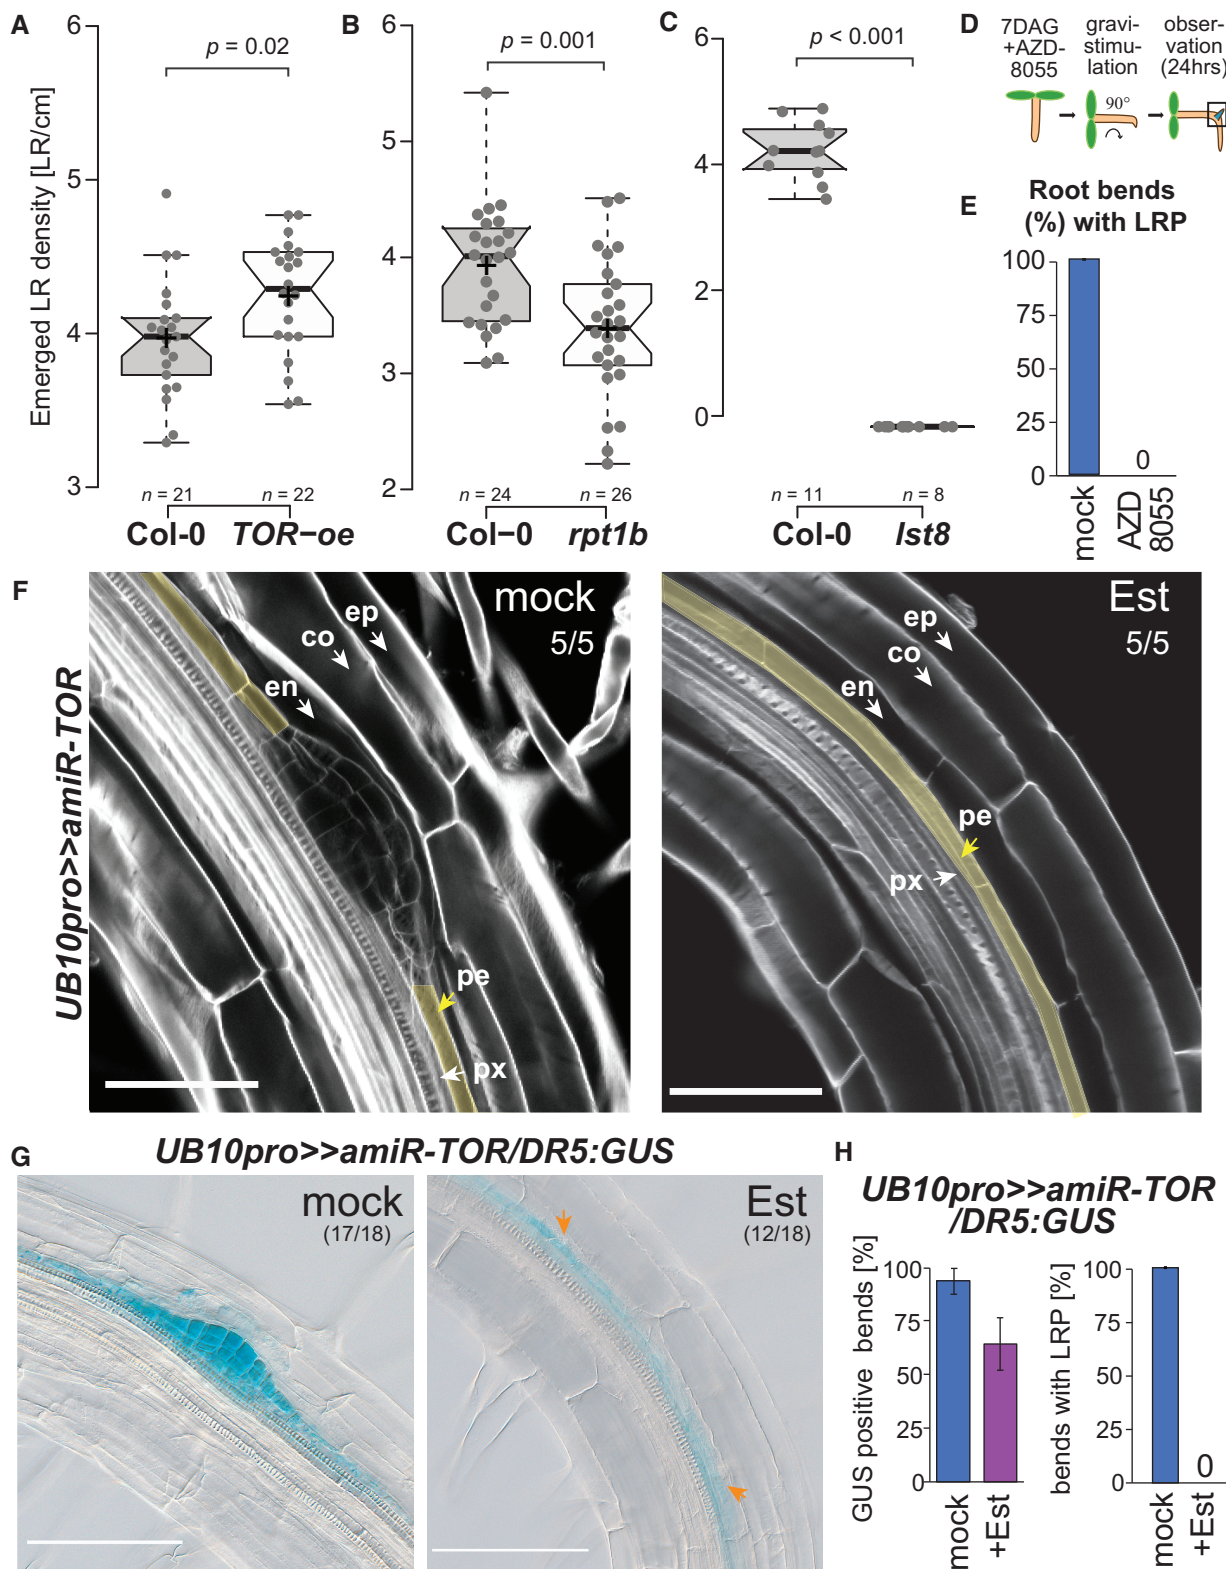 A
Emerged LR density [LR/cm]
6
5
4
3
p = 0.02
n = 21
n = 22
Col-0
TOR−oe
B
6
5
4
3
2
p = 0.001
n = 24
n = 26
Col−0
rpt1b
C
6
4
2
0
p < 0.001
n = 11
n = 8
Col-0
lst8
D
7DAG
+AZD-
8055
gravi-
stimu-
lation
obser-
vation
(24hrs)
90°
E
Root bends
(%) with LRP
100
75
50
25
0
0
mock
AZD
8055
F
UB10pro>>amiR-TOR
mock
5/5
ep
co
en
pe
px
Est
5/5
ep
co
en
pe
px
G
UB10pro>>amiR-TOR/DR5:GUS
mock
(17/18)
Est
(12/18)
H
UB10pro>>amiR-TOR
/DR5:GUS
GUS positive bends [%]
100
75
50
25
0
mock
+Est
bends with LRP [%]
100
75
50
25
0
0
mock
+Est